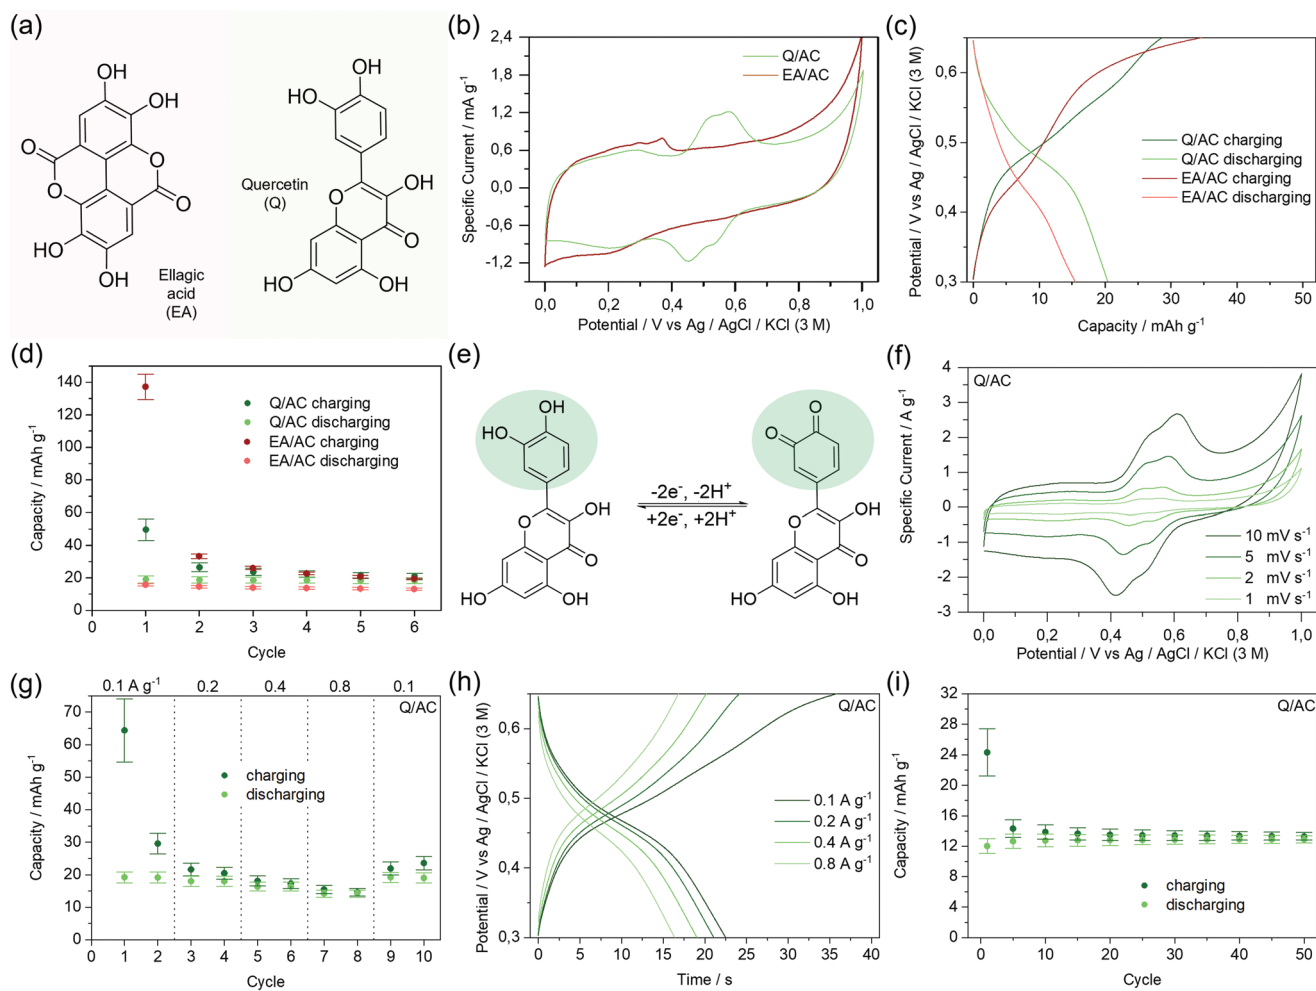 (a)
OH
OH
O
O
O
O
HO
OH
Ellagic
acid
(EA)
OH
HO
Quercetin
(Q)
OH
O
O
HO
OH
(b)
Specific Current / mA g-1
2,4
1,8
1,2
0,6
0,0
-0,6
-1,2
Q/AC
EA/AC
0,0
0,2
0,4
0,6
0,8
1,0
Potential / V vs Ag / AgCl / KCl (3 M)
(c)
Potential / V vs Ag / AgCl / KCl (3 M)
0,6
0,5
0,4
0,3
Q/AC charging
Q/AC discharging
EA/AC charging
EA/AC discharging
0
10
20
30
40
50
Capacity / mAh g-1
(d)
Capacity / mAh g-1
140
120
100
80
60
40
20
0
Q/AC charging
Q/AC discharging
EA/AC charging
EA/AC discharging
0
1
2
3
4
5
6
Cycle
(e)
OH
HO
OH
O
O
HO
OH
-2e-, -2H+
+2e-, +2H+
O
O
OH
O
O
HO
OH
(f)
Q/AC
Specific Current / A g-1
4
3
2
1
0
-1
-2
-3
10 mV s-1
5 mV s-1
2 mV s-1
1 mV s-1
0,0
0,2
0,4
0,6
0,8
1,0
Potential / V vs Ag / AgCl / KCl (3 M)
(g)
0.1 A g-1
0.2
0.4
0.8
0.1
Q/AC
Capacity / mAh g-1
70
60
50
40
30
20
10
0
charging
discharging
0
1
2
3
4
5
6
7
8
9
10
Cycle
(h)
Q/AC
Potential / V vs Ag / AgCl / KCl (3 M)
0,6
0,5
0,4
0,3
0.1 A g-1
0.2 A g-1
0.4 A g-1
0.8 A g-1
0
5
10
15
20
25
30
35
40
Time / s
(i)
Q/AC
Capacity / mAh g-1
32
28
24
20
16
12
8
4
0
charging
discharging
0
5
10
15
20
25
30
35
40
45
50
Cycle